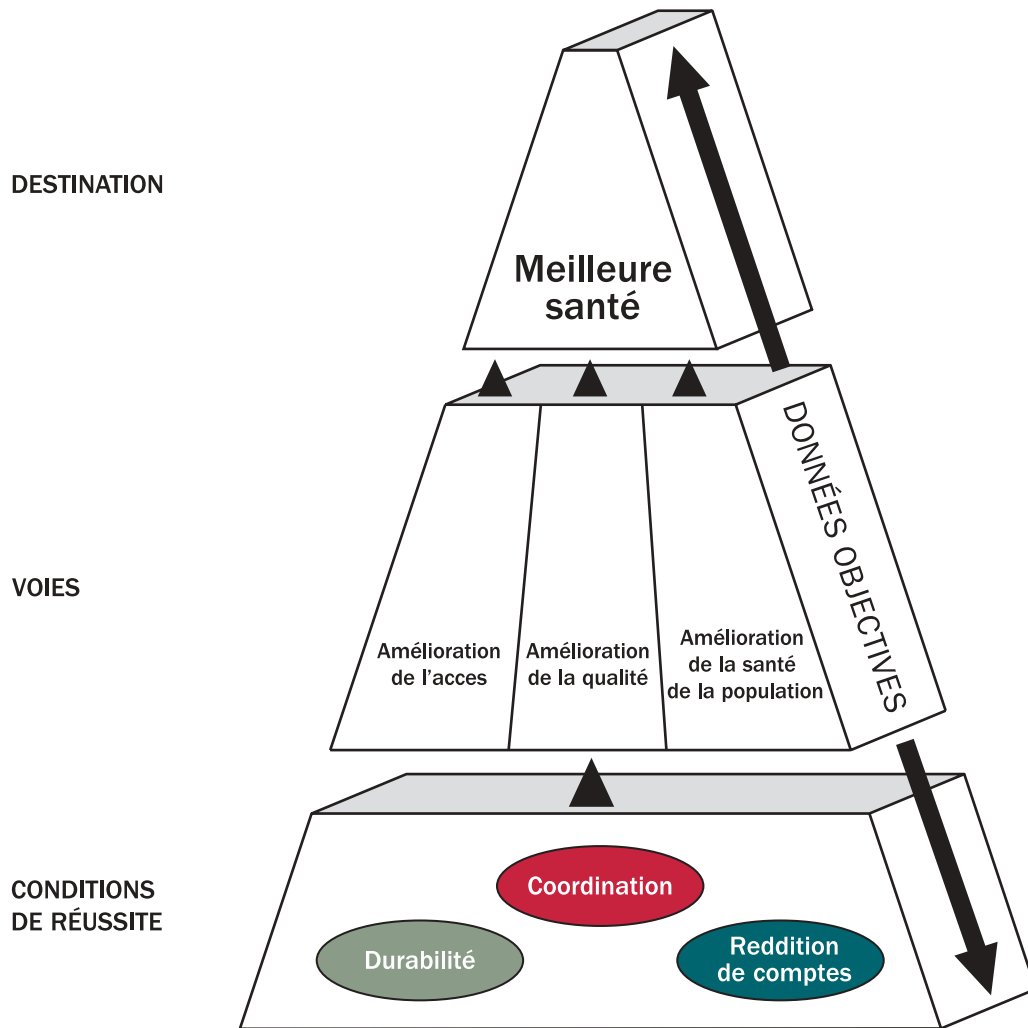 DESTINATION
Meilleure
santé
DONNÉES OBJECTIVES
VOIES
Amélioration
de l'acces
Amélioration
de la qualité
Amélioration
de la santé
de la population
CONDITIONS
DE RÉUSSITE
Coordination
Durabilité
Reddition
de comptes